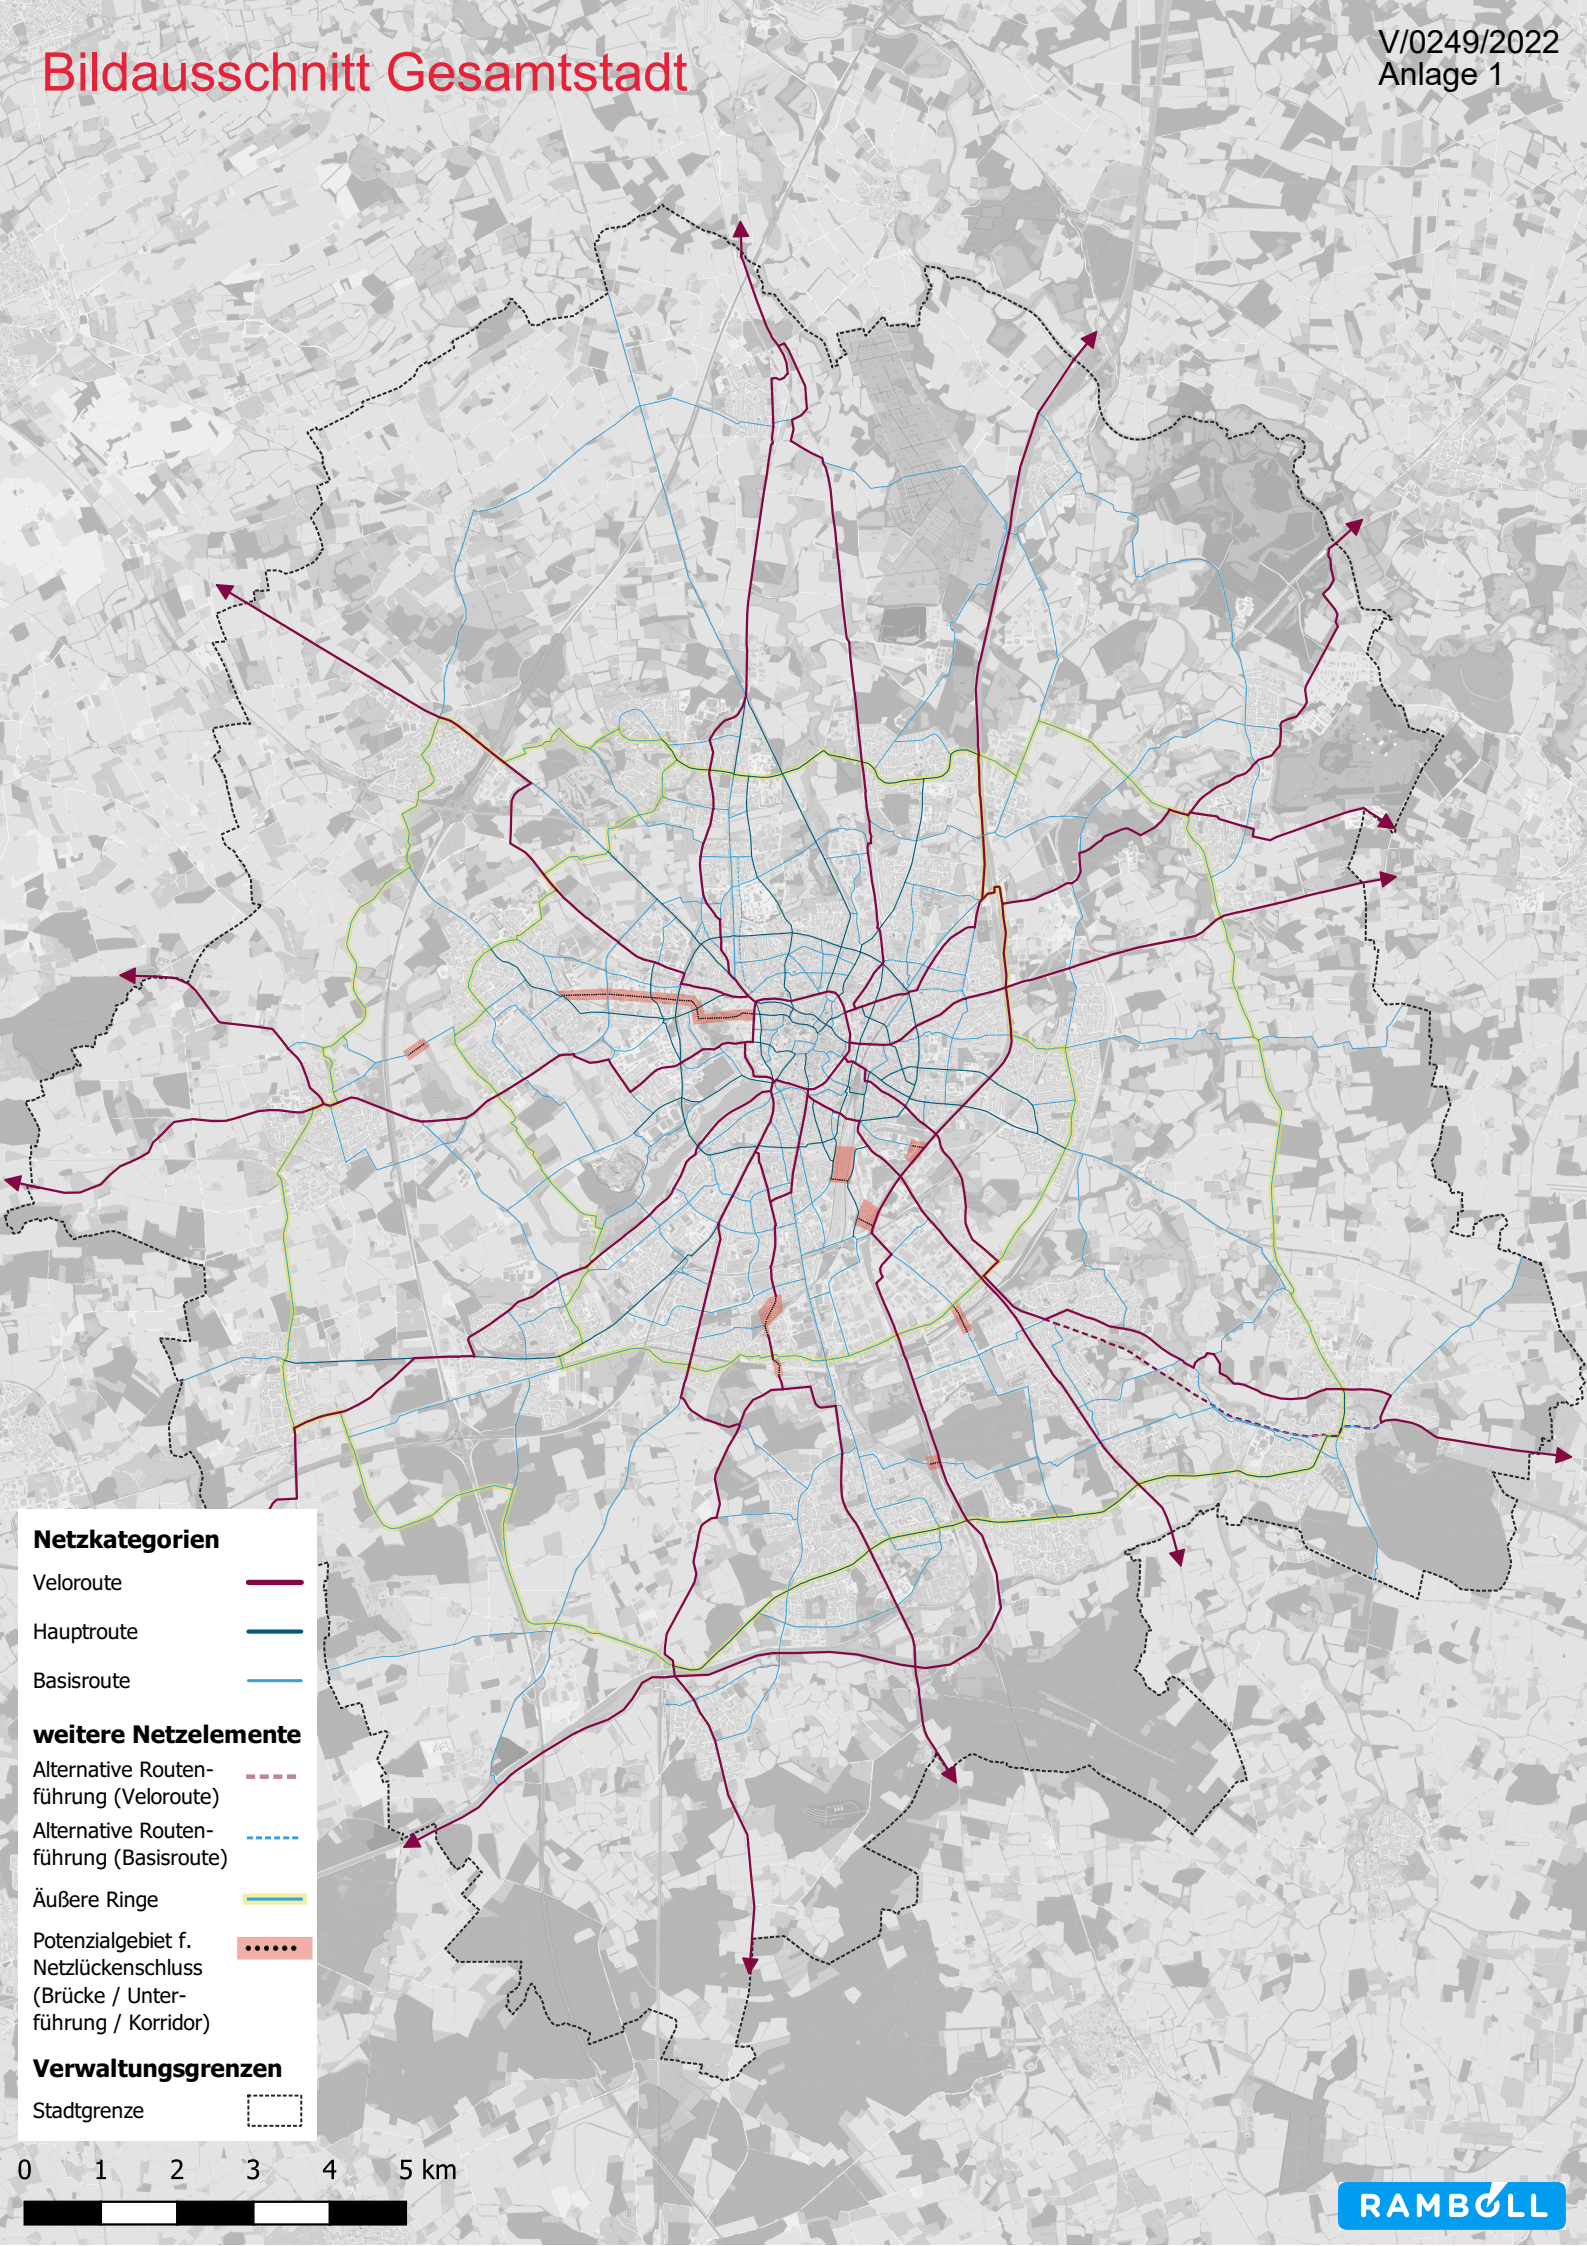 Bildausschnitt Gesamtstadt
V/0249/2022
Anlage 1
Netzkategorien
Veloroute
Hauptroute
Basisroute
weitere Netzelemente
Alternative Routen-
führung (Veloroute)
Alternative Routen-
führung (Basisroute)
Äußere Ringe
Potenzialgebiet f.
Netzlückenschluss
(Brücke / Unter-
führung / Korridor)
Verwaltungsgrenzen
Stadtgrenze
0 1 2 3 4 5 km
RAMBOLL